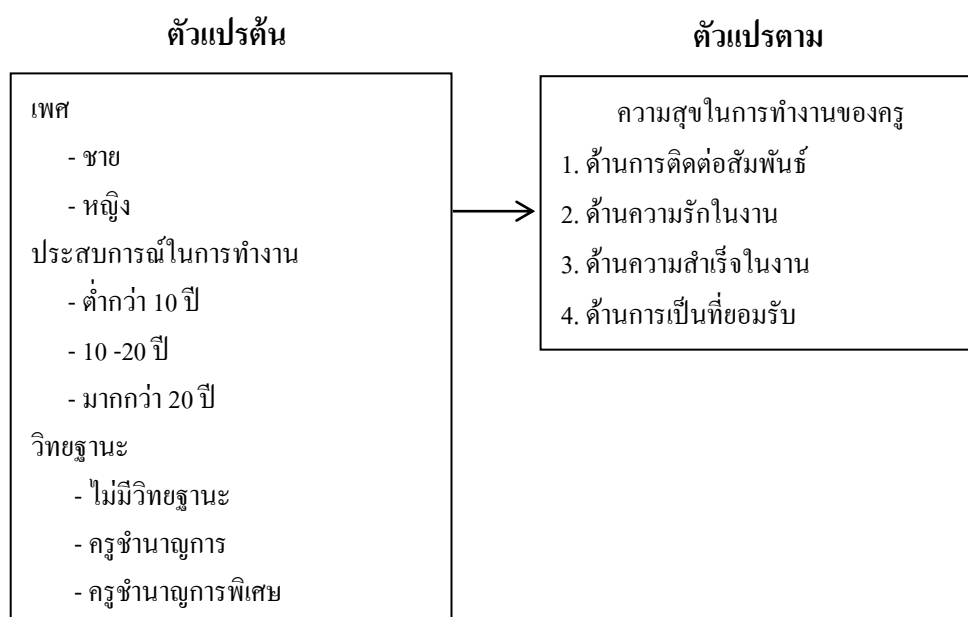 ตัวแปรต้น
เพศ
- ชาย
- หญิง
ประสบการณ์ในการทำงาน
- ต่ำกว่า 10 ปี
- 10 -20 ปี
- มากกว่า 20 ปี
วิทยฐานะ
- ไม่มีวิทยฐานะ
- ครูชำนาญการ
- ครูชำนาญการพิเศษ
ตัวแปรตาม
ความสุขในการทำงานของครู
1. ด้านการติดต่อสัมพันธ์
2. ด้านความรักในงาน
3. ด้านความสำเร็จในงาน
4. ด้านการเป็นที่ยอมรับ